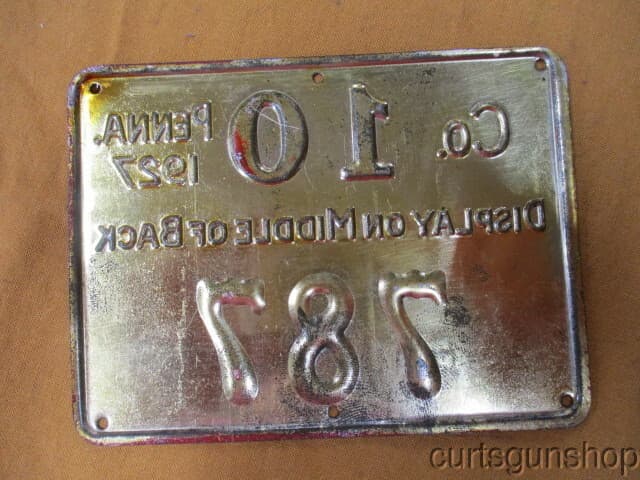 Co. 10 PENNA.
1927
DISPLAY ON MIDDLE OF BACK
787
curtsgunshop